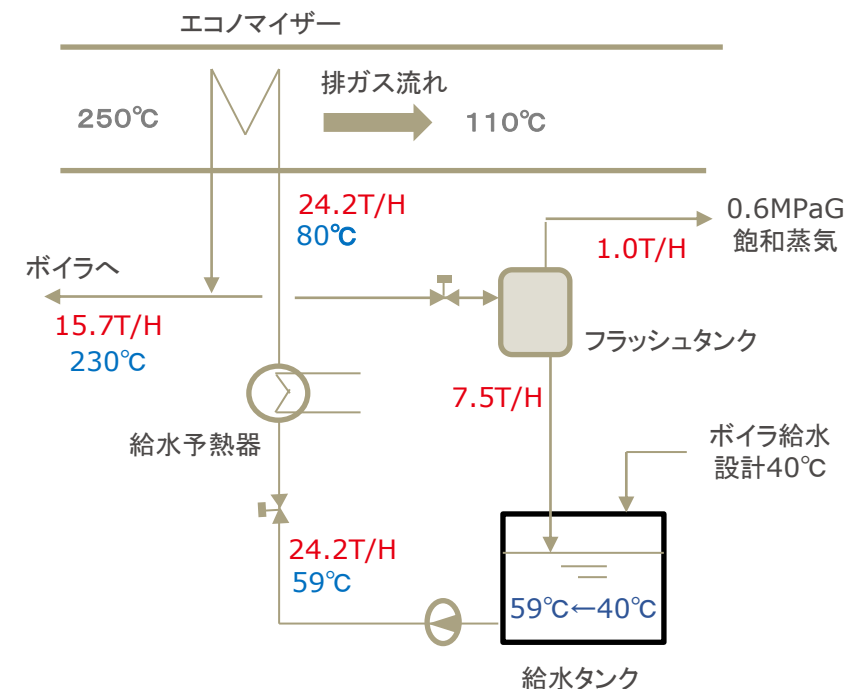 エコノマイザー
排ガス流れ
250℃
110℃
24.2T/H
80℃
0.6MPaG
飽和蒸気
1.0T/H
ボイラへ
15.7T/H
230℃
フラッシュタンク
7.5T/H
給水予熱器
ボイラ給水
設計40℃
24.2T/H
59℃
59℃←40℃
給水タンク